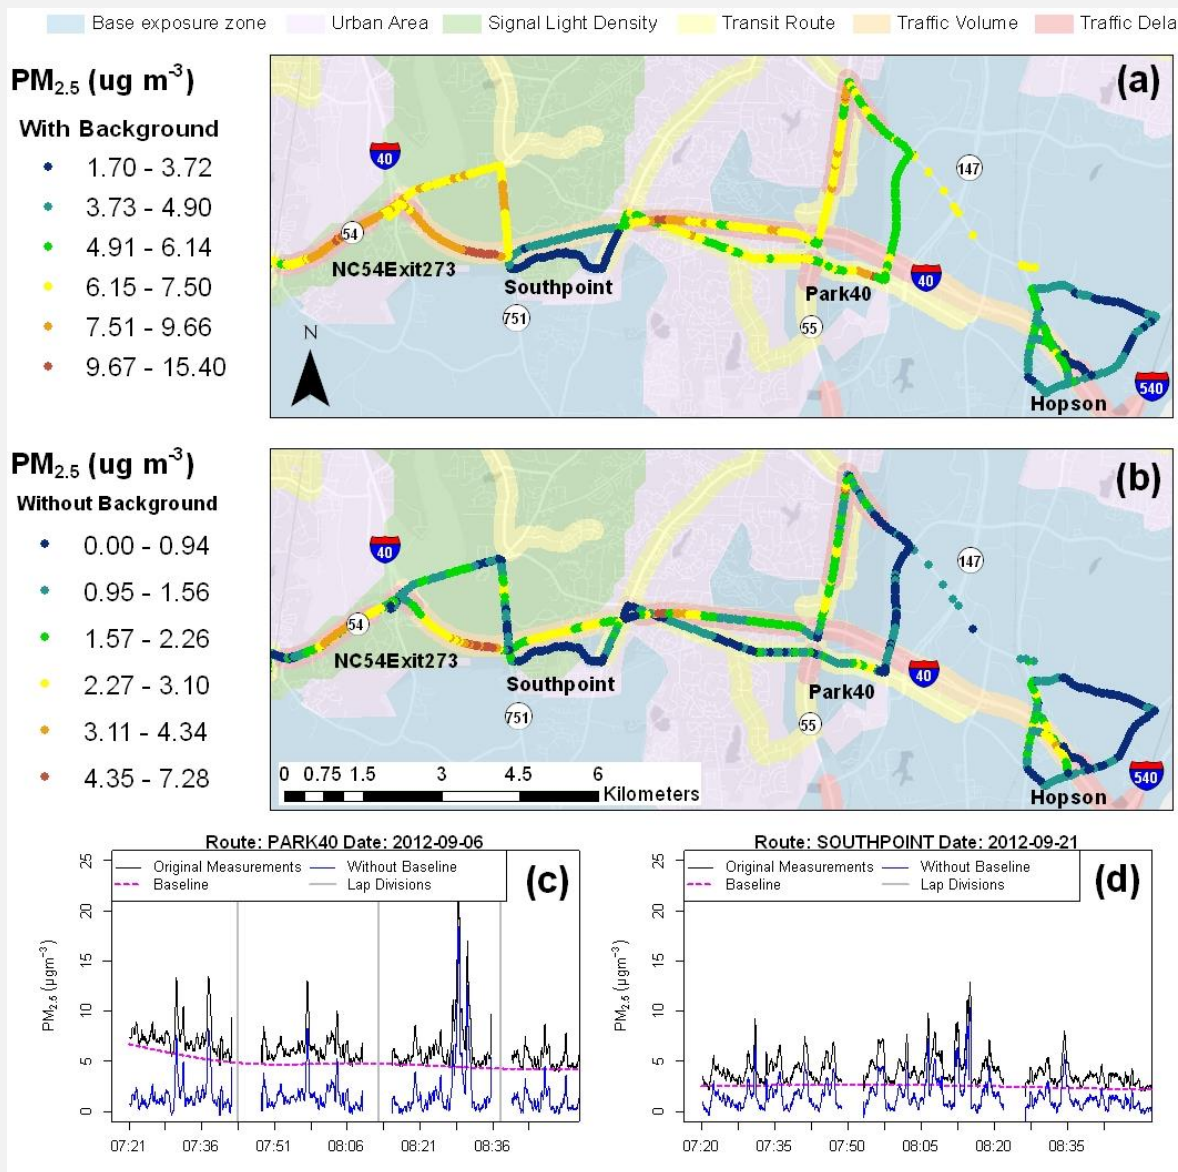 Base exposure zone Urban Area Signal Light Density Transit Route Traffic Volume Traffic Dela
PM2.5 (ug m-3)
With Background
1.70 - 3.72
3.73 - 4.90
4.91 - 6.14
6.15 - 7.50
7.51 - 9.66
9.67 - 15.40
(a)
40
147
54
NC54Exit273
Southpoint
Park40
40
751
55
N
540
Hopson
PM2.5 (ug m-3)
Without Background
0.00 - 0.94
0.95 - 1.56
1.57 - 2.26
2.27 - 3.10
3.11 - 4.34
4.35 - 7.28
(b)
40
147
54
NC54Exit273
Southpoint
Park40
40
751
55
540
Hopson
0 0.75 1.5 3 4.5 6
Kilometers
Route: PARK40 Date: 2012-09-06
Original Measurements Without Baseline
Baseline Lap Divisions
(c)
PM2.5 (µgm-3)
25
20
15
10
5
0
07:21 07:36 07:51 08:06 08:21 08:36
Route: SOUTHPOINT Date: 2012-09-21
Original Measurements Without Baseline
Baseline Lap Divisions
(d)
PM2.5 (µgm-3)
25
20
15
10
5
0
07:20 07:35 07:50 08:05 08:20 08:35